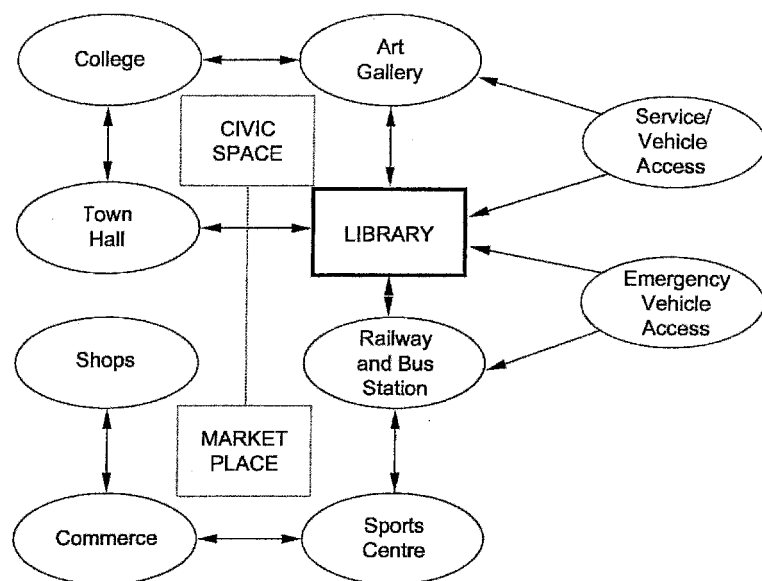 College
Art
Gallery
CIVIC
SPACE
Service/
Vehicle
Access
Town
Hall
LIBRARY
Emergency
Vehicle
Access
Shops
Railway
and Bus
Station
MARKET
PLACE
Commerce
Sports
Centre